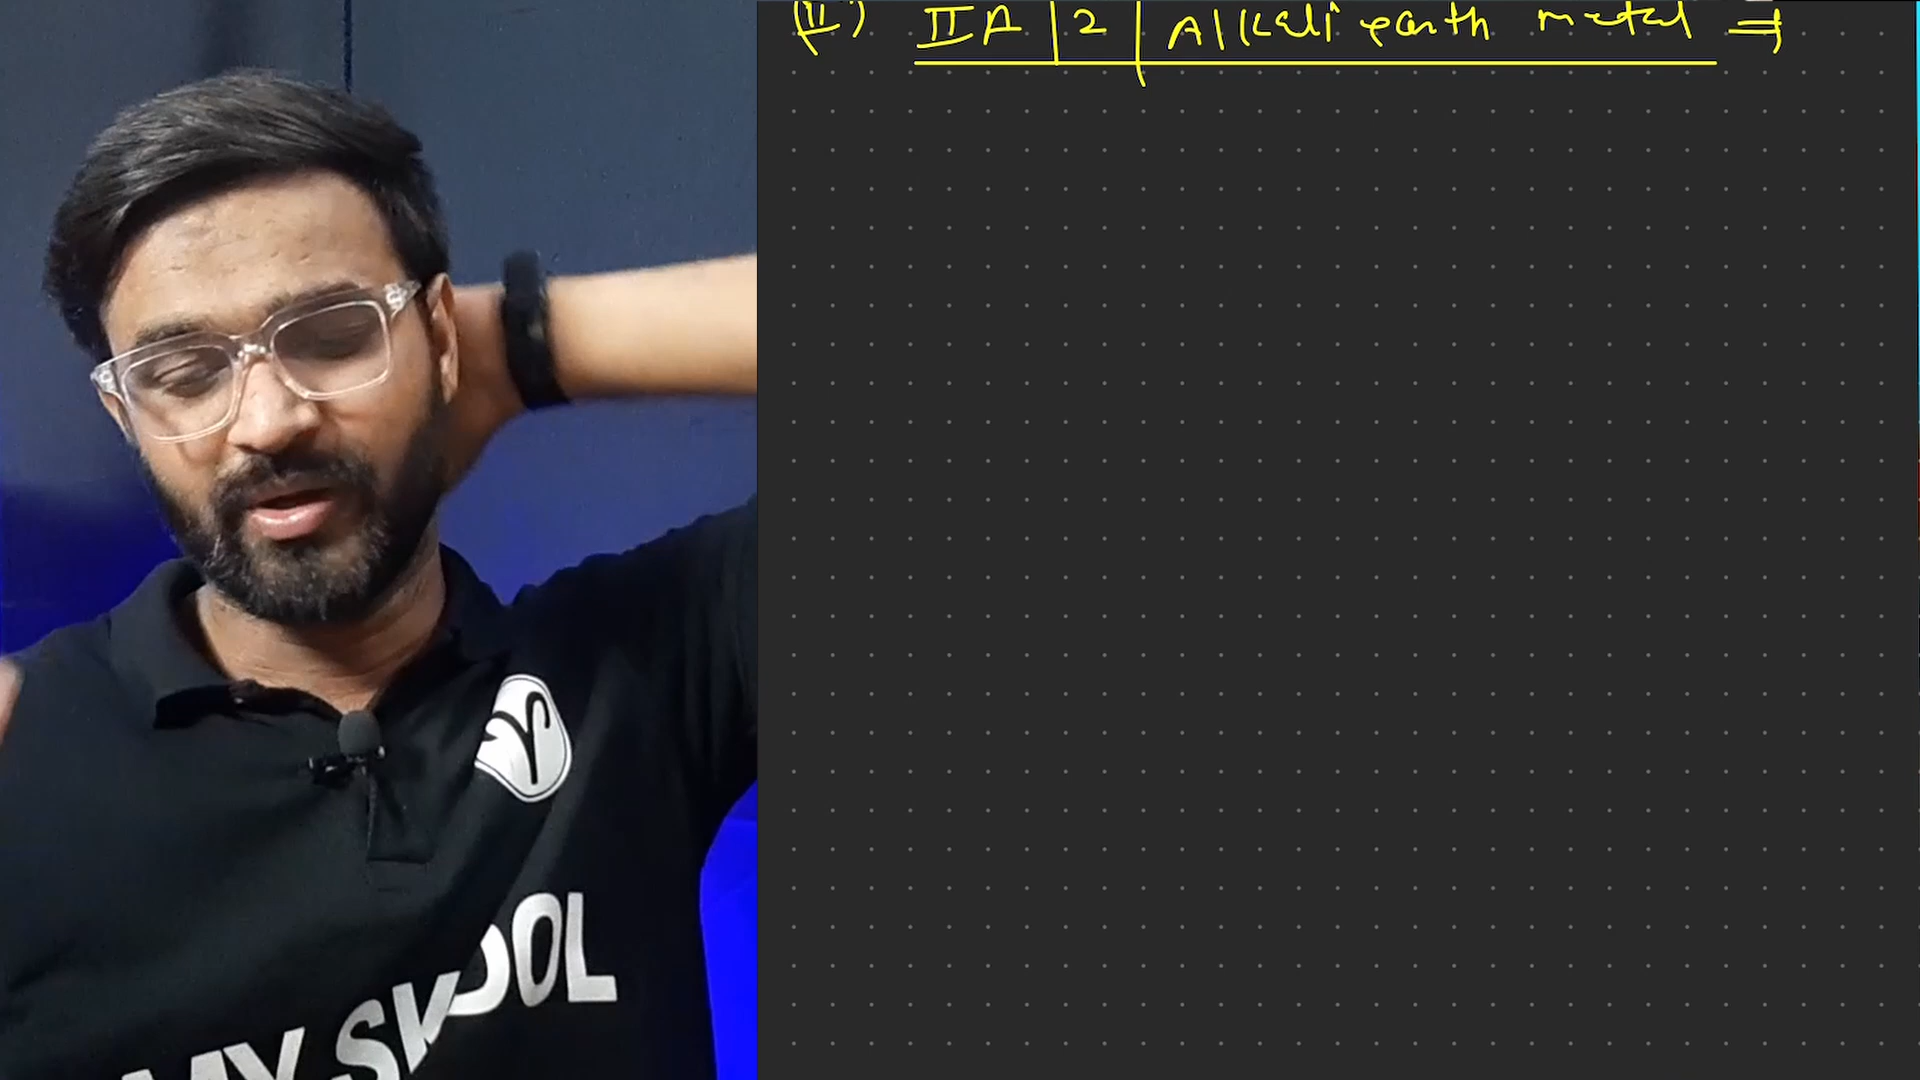 (II) IIA | 2 | Alkali earth metal ⇒
MY SKOOL